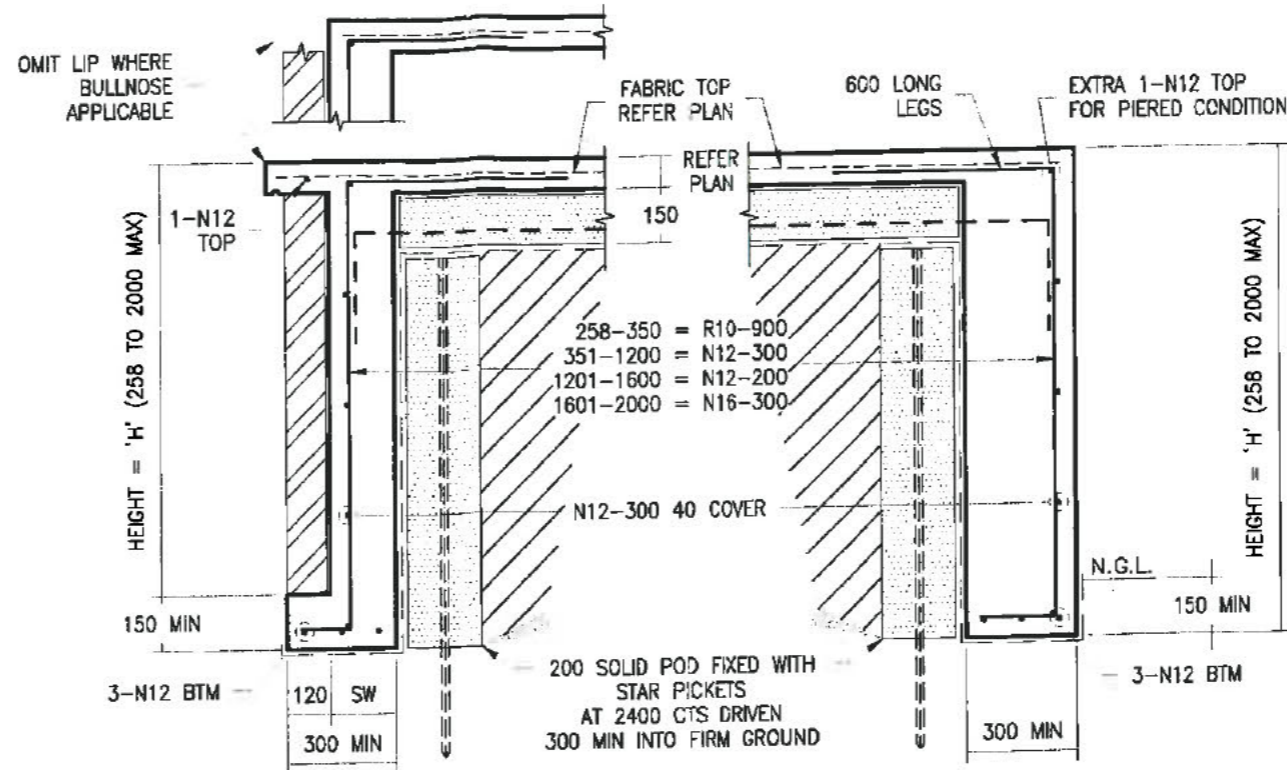 OMIT LIP WHERE
BULLNOSE
APPLICABLE
FABRIC TOP
REFER PLAN
600 LONG
LEGS
EXTRA 1-N12 TOP
FOR PIERED CONDITION
REFER
PLAN
150
1-N12
TOP
HEIGHT = 'H' (258 TO 2000 MAX)
258-350 = R10-900
351-1200 = N12-300
1201-1600 = N12-200
1601-2000 = N16-300
HEIGHT = 'H' (258 TO 2000 MAX)
N12-300 40 COVER
N.G.L.
150 MIN
150 MIN
200 SOLID POD FIXED WITH
STAR PICKETS
AT 2400 CTS DRIVEN
300 MIN INTO FIRM GROUND
3-N12 BTM
120 SW
300 MIN
3-N12 BTM
300 MIN